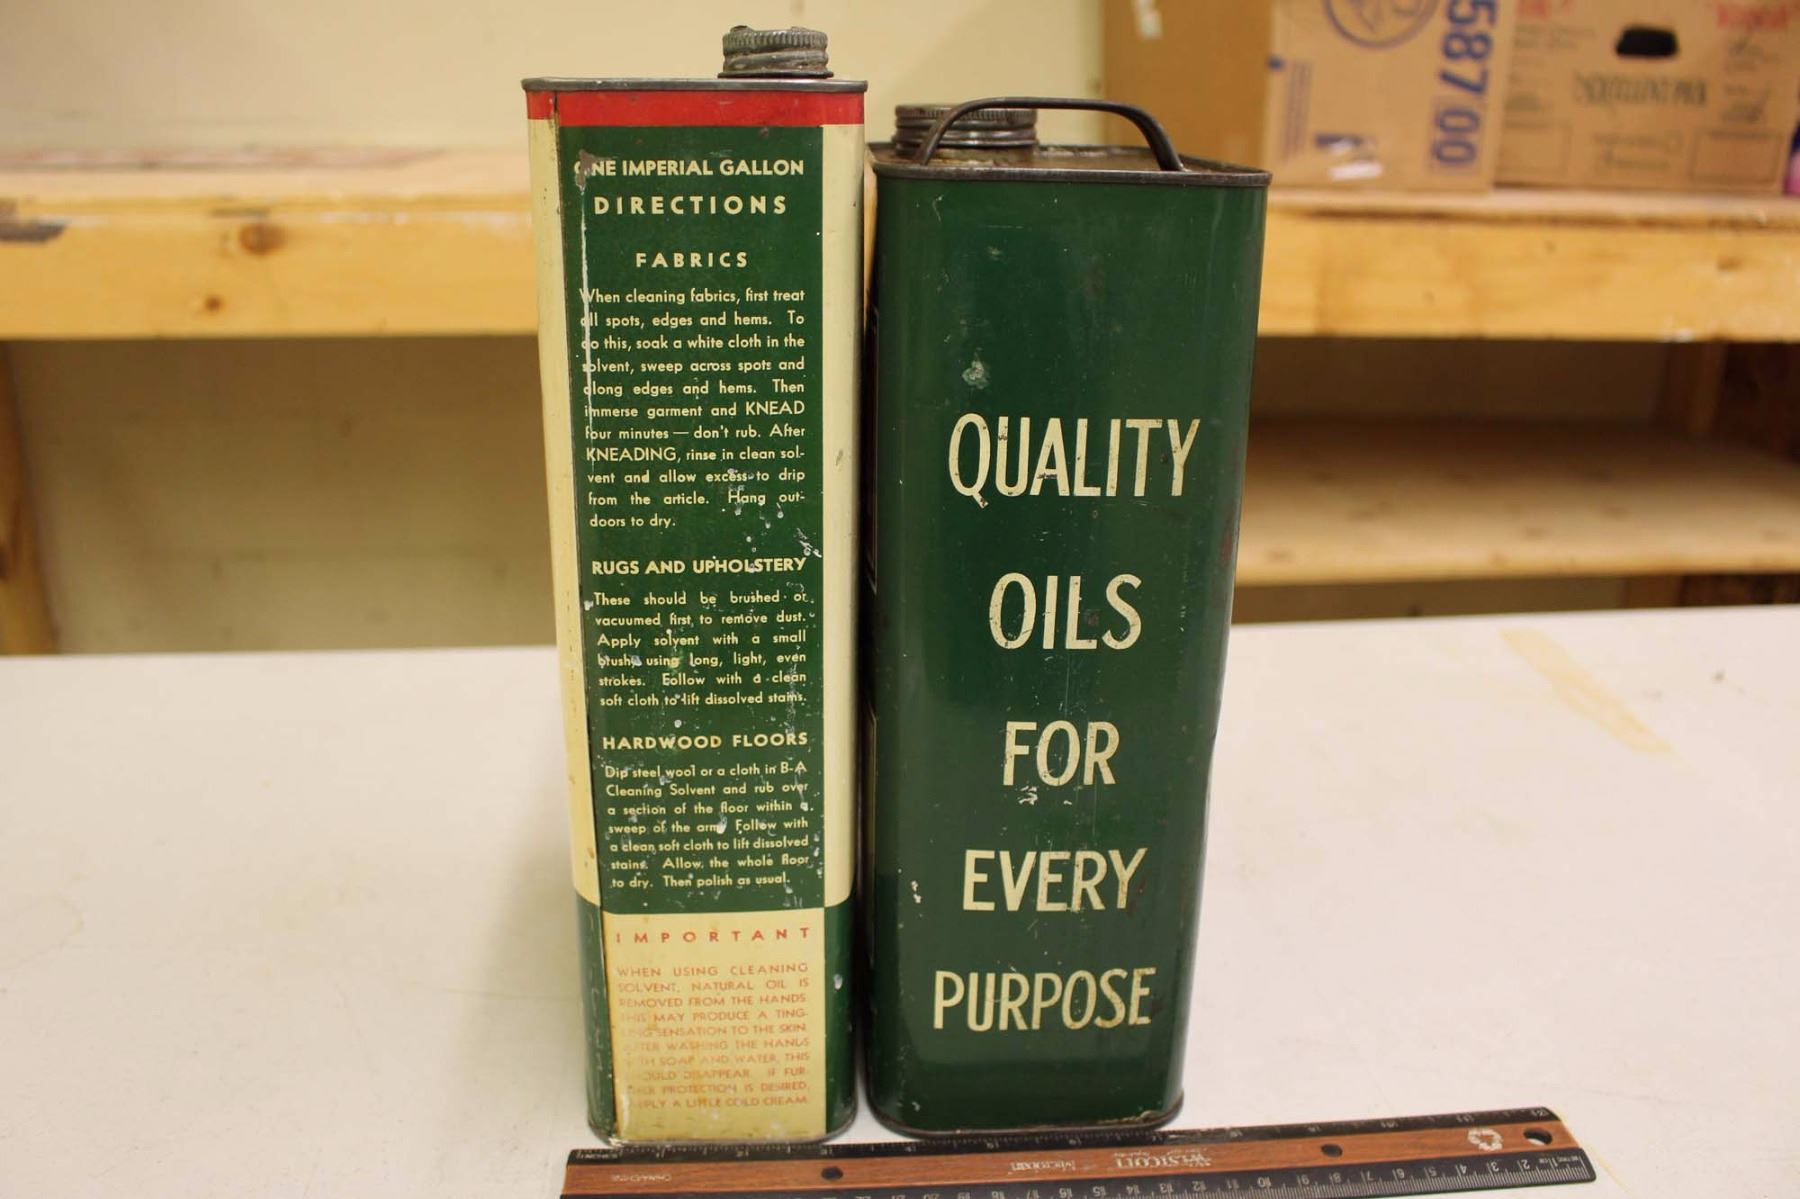 ONE IMPERIAL GALLON
DIRECTIONS
FABRICS
When cleaning fabrics, first treat
all spots, edges and hems. To
do this, soak a white cloth in the
solvent, sweep across spots and
along edges and hems. Then
immerse garment and KNEAD
four minutes — don't rub. After
KNEADING, rinse in clean sol-
vent and allow excess to drip
from the article. Hang out-
doors to dry.
RUGS AND UPHOLSTERY
These should be brushed or
vacuumed first, to remove dust.
Apply solvent with a small
brush, using long, light, even
strokes. Follow with a clean
soft cloth to lift dissolved stains.
HARDWOOD FLOORS
Dip steel wool or a cloth in B-A
Cleaning Solvent and rub over
a section of the floor within a
sweep of the arm. Follow with
a clean soft cloth to lift dissolved
stains. Allow the whole floor
to dry. Then polish as usual.
IMPORTANT
WHEN USING CLEANING
SOLVENT, NATURAL OIL IS
REMOVED FROM THE HANDS.
THIS MAY PRODUCE A TING-
LING SENSATION TO THE SKIN.
AFTER WASHING THE HANDS
WITH SOAP AND WATER, THIS
SHOULD DISAPPEAR. IF FUR-
THER PROTECTION IS DESIRED,
APPLY A LITTLE COLD CREAM.
QUALITY
OILS
FOR
EVERY
PURPOSE
58700
WESTCOTT